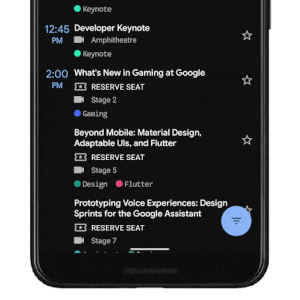 Keynote
12:45 PM
Developer Keynote
Amphitheatre
Keynote
2:00 PM
What's New in Gaming at Google
RESERVE SEAT
Stage 2
Gaming
Beyond Mobile: Material Design,
Adaptable UIs, and Flutter
RESERVE SEAT
Stage 5
Design Flutter
Prototyping Voice Experiences: Design
Sprints for the Google Assistant
RESERVE SEAT
Stage 7